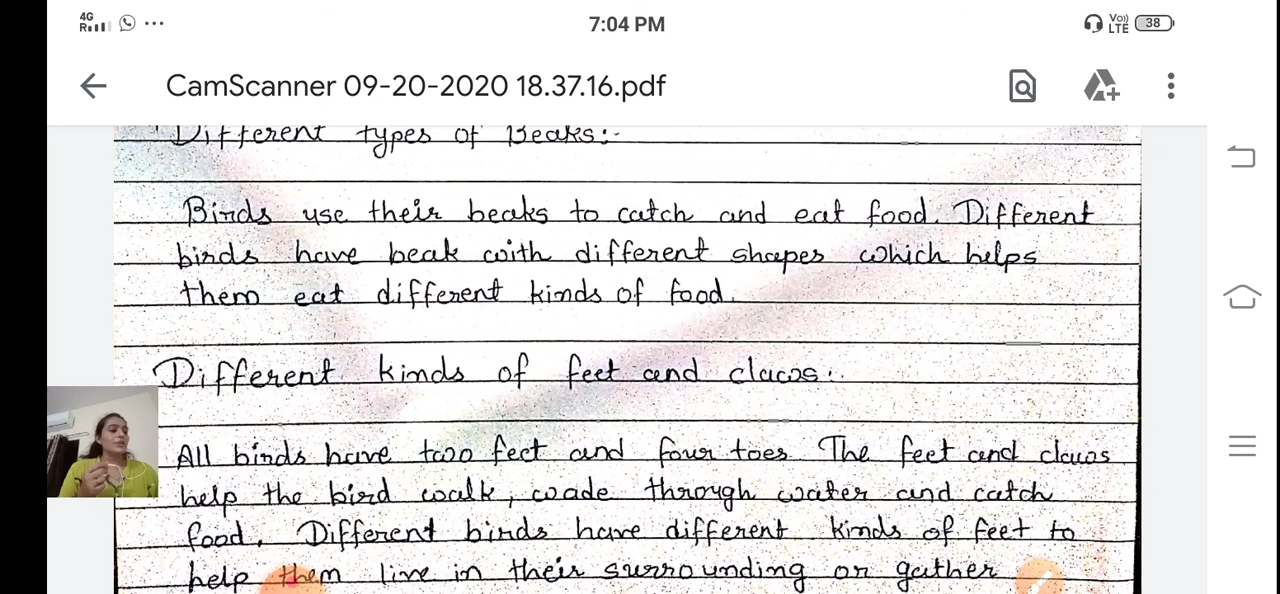 4G
R
7:04 PM
Vo))
LTE
38
CamScanner 09-20-2020 18.37.16.pdf
Different types of Beaks:-
Birds use their beaks to catch and eat food. Different
birds have beak with different shapes which helps
them eat different kinds of food.
Different kinds of feet and claws:-
All birds have two feet and four toes. The feet and claws
help the bird walk, wade through water and catch
food. Different birds have different kinds of feet to
help them live in their surrounding or gather